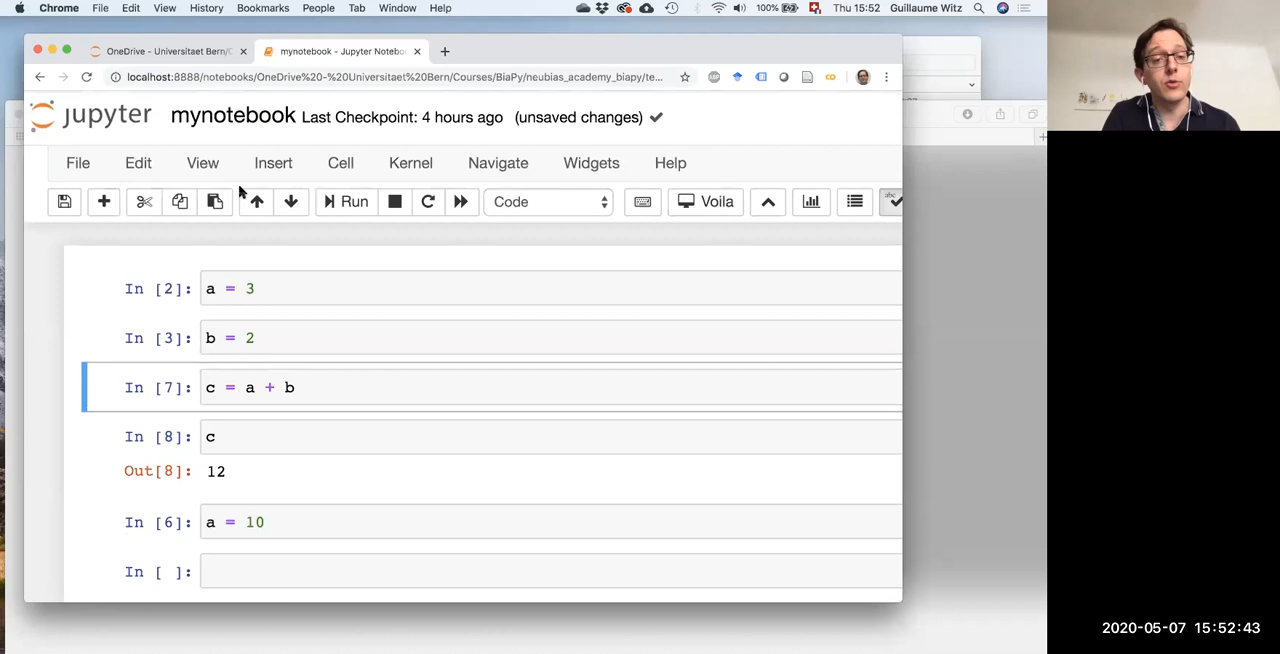 Chrome File Edit View History Bookmarks People Tab Window Help 100% Thu 15:52 Guillaume Witz
OneDrive - Universitaet Bern/C
mynotebook - Jupyter Notebo
localhost:8888/notebooks/OneDrive%20-%20Universitaet%20Bern/Courses/BiaPy/neubias_academy_biapy/te...
jupyter mynotebook Last Checkpoint: 4 hours ago (unsaved changes)
File Edit View Insert Cell Kernel Navigate Widgets Help
Run Code Voila abc
In [2]: a = 3
In [3]: b = 2
In [7]: c = a + b
In [8]: c
Out[8]: 12
In [6]: a = 10
In [ ]:
2020-05-07 15:52:43